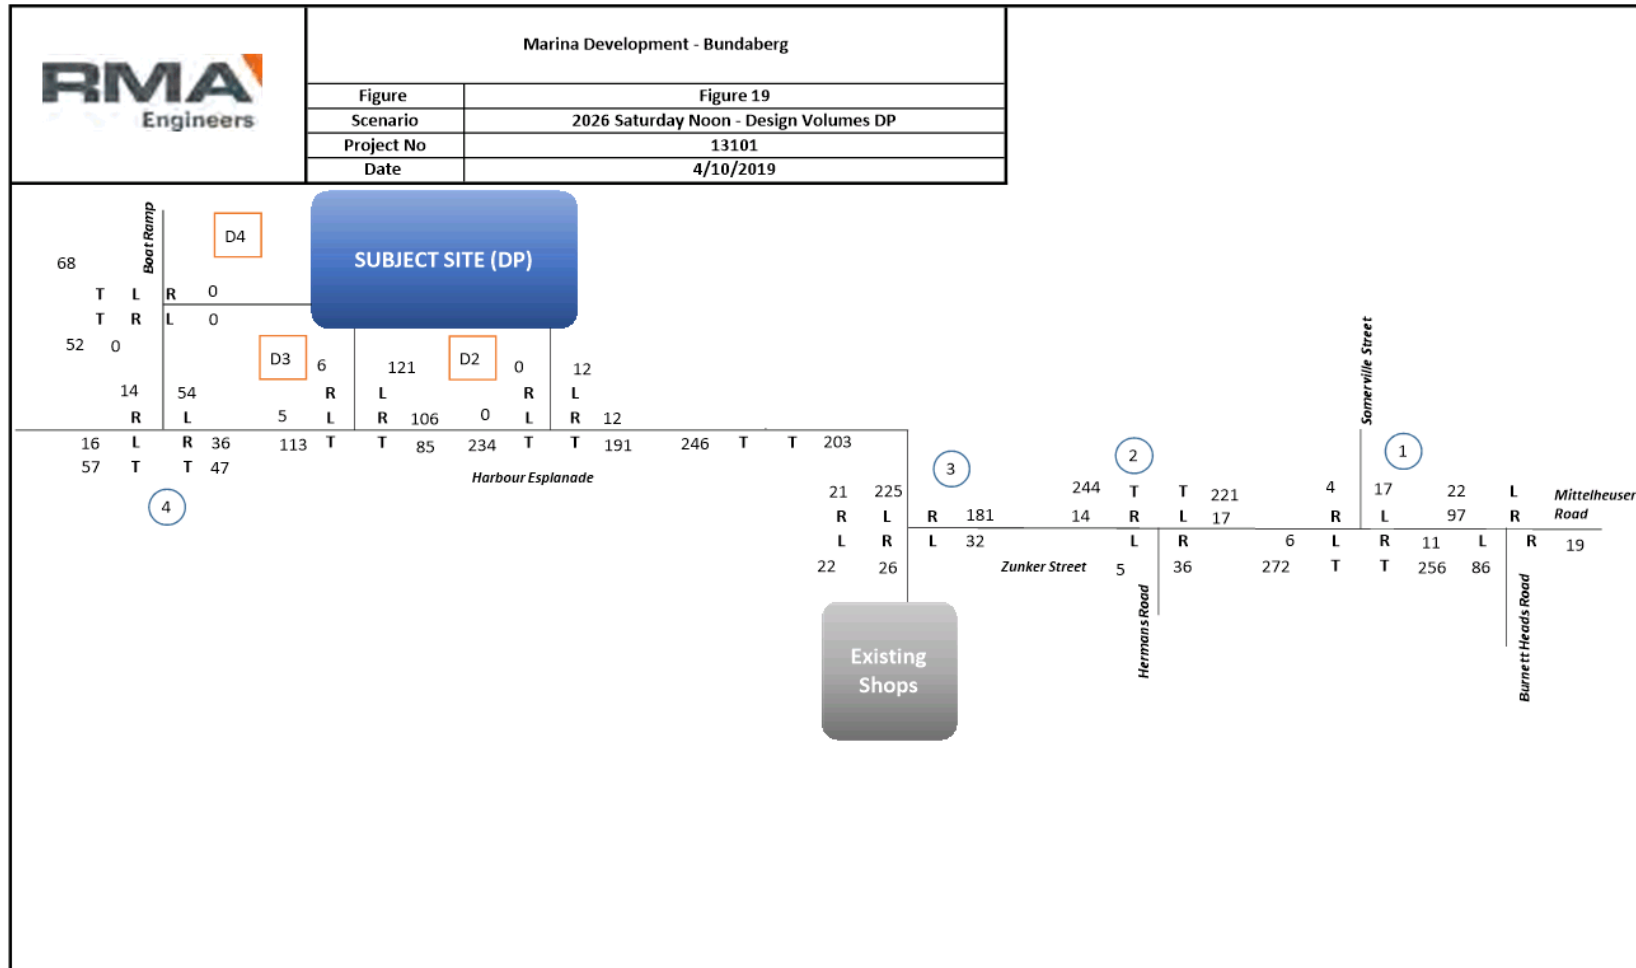 RMA
Engineers
Marina Development - Bundaberg
Figure Figure 19
Scenario 2026 Saturday Noon - Design Volumes DP
Project No 13101
Date 4/10/2019
Boat Ramp
D4
SUBJECT SITE (DP)
68
T L R 0
T R L 0
52 0
D3 6 121 D2 0 12
14 54 R L R L
R L 5 L R 106 0 L R 12
16 L R 36 113 T T 85 234 T T 191 246 T T 203
57 T T 47
Harbour Esplanade
4
3
2
1
Somerville Street
21 225 244 T T 221 4 17 22 L
Mittelheuser
Road
R L R 181 14 R L 17 R L 97 R
L R L 32 L R 6 L R 11 L R 19
22 26 Zunker Street 5 36 272 T T 256 86
Hermans Road
Burnett Heads Road
Existing
Shops